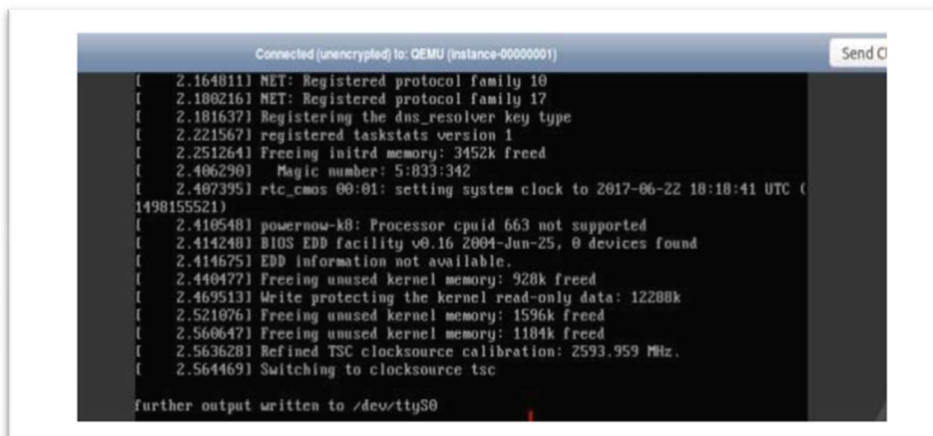 Connected (unencrypted) to: QEMU (instance-00000001)
Send C
[    2.164811] NET: Registered protocol family 10
[    2.180216] NET: Registered protocol family 17
[    2.181637] Registering the dns_resolver key type
[    2.221567] registered taskstats version 1
[    2.251264] Freeing initrd memory: 3452k freed
[    2.406290]   Magic number: 5:833:342
[    2.407395] rtc_cmos 00:01: setting system clock to 2017-06-22 18:18:41 UTC (
1498155521)
[    2.410548] powernow-k8: Processor cpuid 663 not supported
[    2.414248] BIOS EDD facility v0.16 2004-Jun-25, 0 devices found
[    2.414675] EDD information not available.
[    2.440477] Freeing unused kernel memory: 928k freed
[    2.469513] Write protecting the kernel read-only data: 12288k
[    2.521076] Freeing unused kernel memory: 1596k freed
[    2.560647] Freeing unused kernel memory: 1184k freed
[    2.563628] Refined TSC clocksource calibration: 2593.959 MHz.
[    2.564469] Switching to clocksource tsc
further output written to /dev/ttyS0